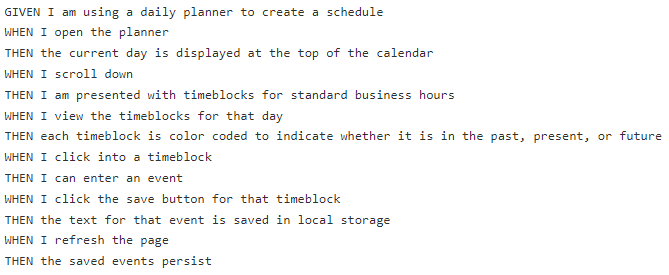 GIVEN I am using a daily planner to create a schedule
WHEN I open the planner
THEN the current day is displayed at the top of the calendar
WHEN I scroll down
THEN I am presented with timeblocks for standard business hours
WHEN I view the timeblocks for that day
THEN each timeblock is color coded to indicate whether it is in the past, present, or future
WHEN I click into a timeblock
THEN I can enter an event
WHEN I click the save button for that timeblock
THEN the text for that event is saved in local storage
WHEN I refresh the page
THEN the saved events persist